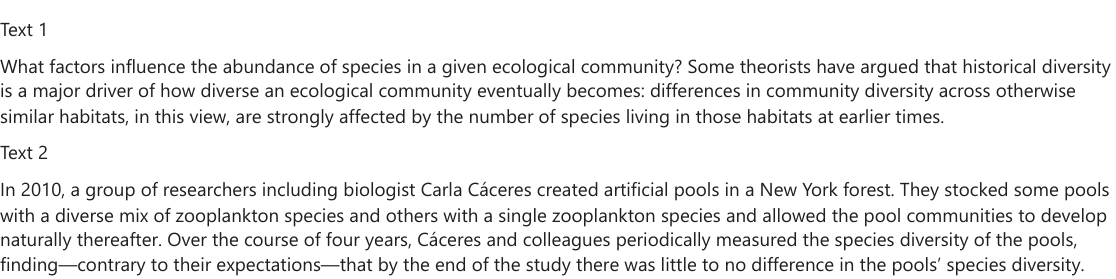 Text 1
What factors influence the abundance of species in a given ecological community? Some theorists have argued that historical diversity
is a major driver of how diverse an ecological community eventually becomes: differences in community diversity across otherwise
similar habitats, in this view, are strongly affected by the number of species living in those habitats at earlier times.
Text 2
In 2010, a group of researchers including biologist Carla Cáceres created artificial pools in a New York forest. They stocked some pools
with a diverse mix of zooplankton species and others with a single zooplankton species and allowed the pool communities to develop
naturally thereafter. Over the course of four years, Cáceres and colleagues periodically measured the species diversity of the pools,
finding—contrary to their expectations—that by the end of the study there was little to no difference in the pools’ species diversity.